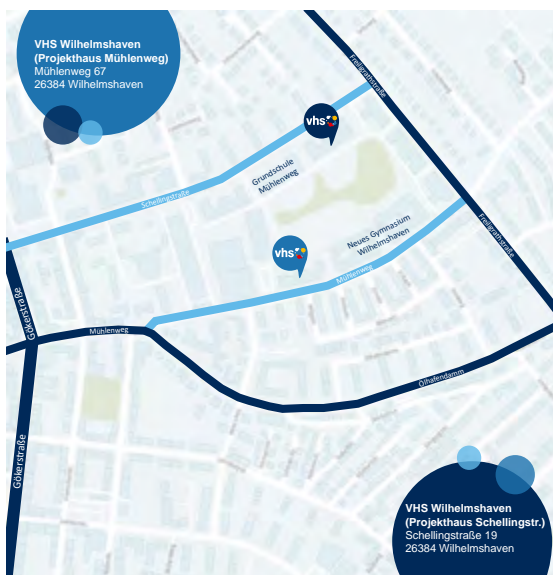 VHS Wilhelmshaven
(Projekthaus Mühlenweg)
Mühlenweg 67
26384 Wilhelmshaven
Freiligrathstraße
vhs
Grundschule
Mühlenweg
Schellingstraße
Neues Gymnasium
Wilhelmshaven
Freiligrathstraße
vhs
Mühlenweg
Gökerstraße
Mühlenweg
Ölhafendamm
Gökerstraße
VHS Wilhelmshaven
(Projekthaus Schellingstr.)
Schellingstraße 19
26384 Wilhelmshaven